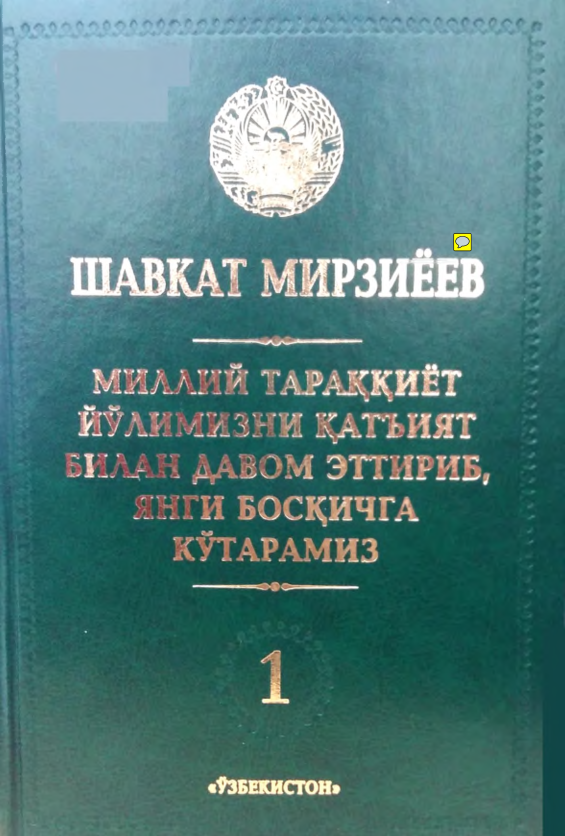 ШАВКАТ МИРЗИЁЕВ
МИЛЛИЙ ТАРАҚҚИЁТ
ЙЎЛИМИЗНИ ҚАТЪИЯТ
БИЛАН ДАВОМ ЭТТИРИБ,
ЯНГИ БОСҚИЧГА
КЎТАРАМИЗ
1
«ЎЗБЕКИСТОН»